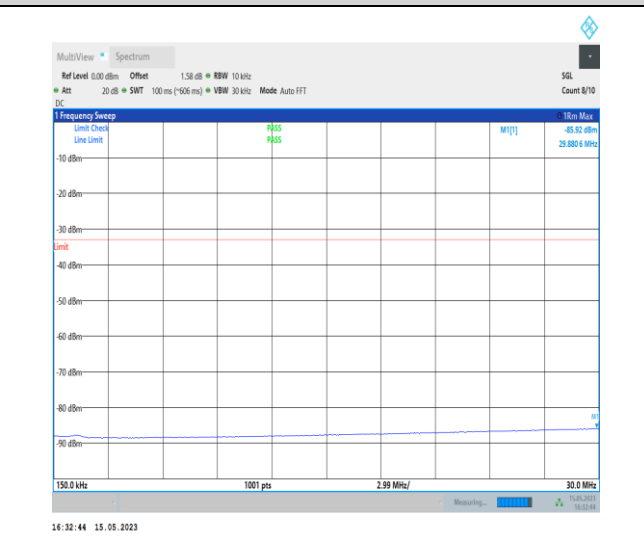 MultiView Spectrum
Ref Level 0.00 dBm Offset 1.58 dB RBW 10 kHz SGL
Att 20 dB SWT 100 ms (~606 ms) VBW 30 kHz Mode Auto FFT Count 8/10
DC
1 Frequency Sweep 1Rm Max
Limit Check PASS M1[1] -85.92 dBm
Line Limit PASS 29.880 6 MHz
-10 dBm
-20 dBm
-30 dBm
Limit
-40 dBm
-50 dBm
-60 dBm
-70 dBm
-80 dBm
M1
-90 dBm
150.0 kHz 1001 pts 2.99 MHz/ 30.0 MHz
Measuring... 15.05.2023
16:32:44
16:32:44 15.05.2023